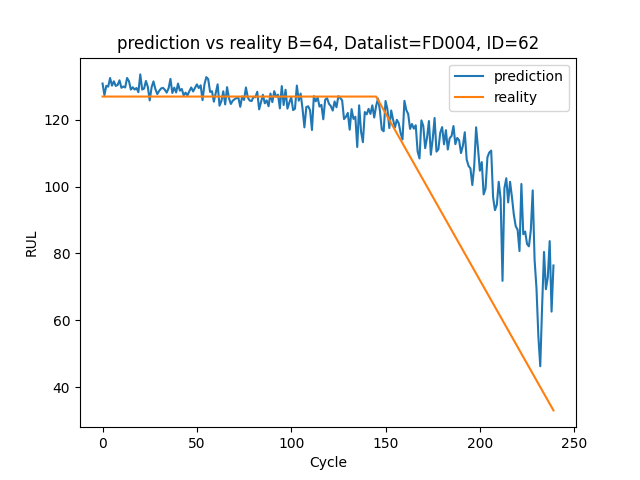 prediction vs reality B=64, Datalist=FD004, ID=62
prediction
reality
120
100
80
60
40
RUL
0 50 100 150 200 250
Cycle